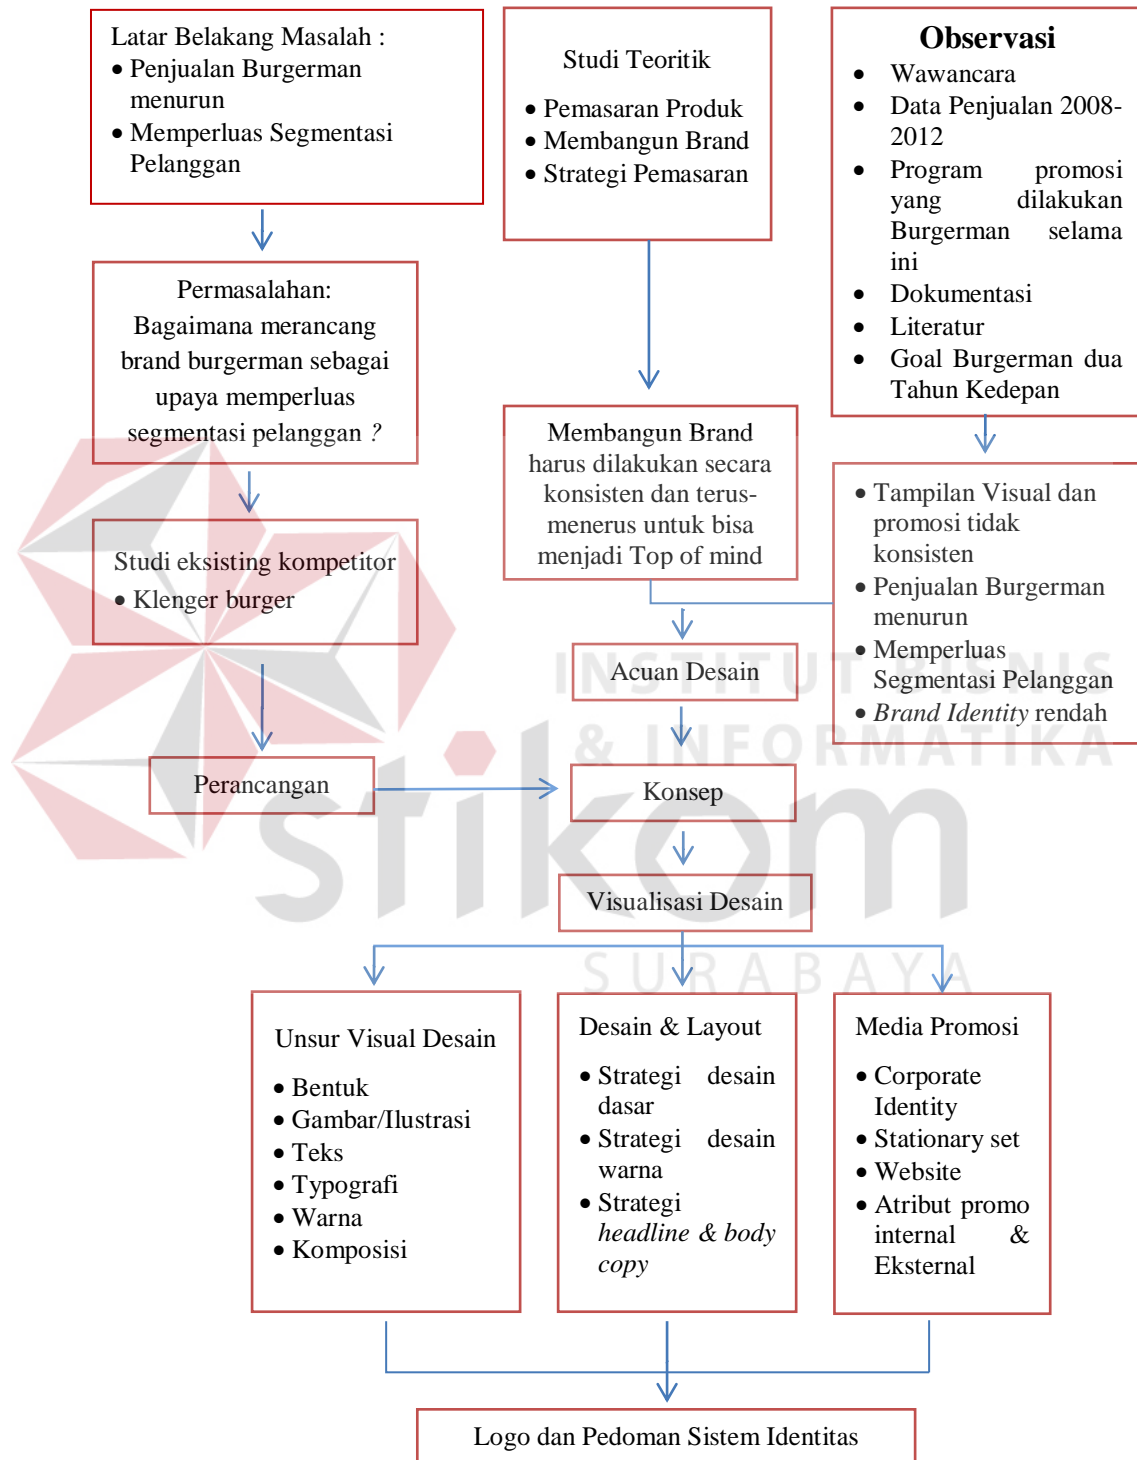 Latar Belakang Masalah :
• Penjualan Burgerman
menurun
• Memperluas Segmentasi
Pelanggan
Studi Teoritik
• Pemasaran Produk
• Membangun Brand
• Strategi Pemasaran
Observasi
• Wawancara
• Data Penjualan 2008-
2012
• Program promosi
yang dilakukan
Burgerman selama
ini
• Dokumentasi
• Literatur
• Goal Burgerman dua
Tahun Kedepan
Permasalahan:
Bagaimana merancang
brand burgerman sebagai
upaya memperluas
segmentasi pelanggan ?
Membangun Brand
harus dilakukan secara
konsisten dan terus-
menerus untuk bisa
menjadi Top of mind
• Tampilan Visual dan
promosi tidak
konsisten
• Penjualan Burgerman
menurun
• Memperluas
Segmentasi Pelanggan
• Brand Identity rendah
Studi eksisting kompetitor
• Klenger burger
Acuan Desain
INSTITUT BISNIS
& INFORMATIKA
stikom
SURABAYA
Perancangan
Konsep
Visualisasi Desain
Unsur Visual Desain
• Bentuk
• Gambar/Ilustrasi
• Teks
• Typografi
• Warna
• Komposisi
Desain & Layout
• Strategi desain
dasar
• Strategi desain
warna
• Strategi
headline & body
copy
Media Promosi
• Corporate
Identity
• Stationary set
• Website
• Atribut promo
internal &
Eksternal
Logo dan Pedoman Sistem Identitas